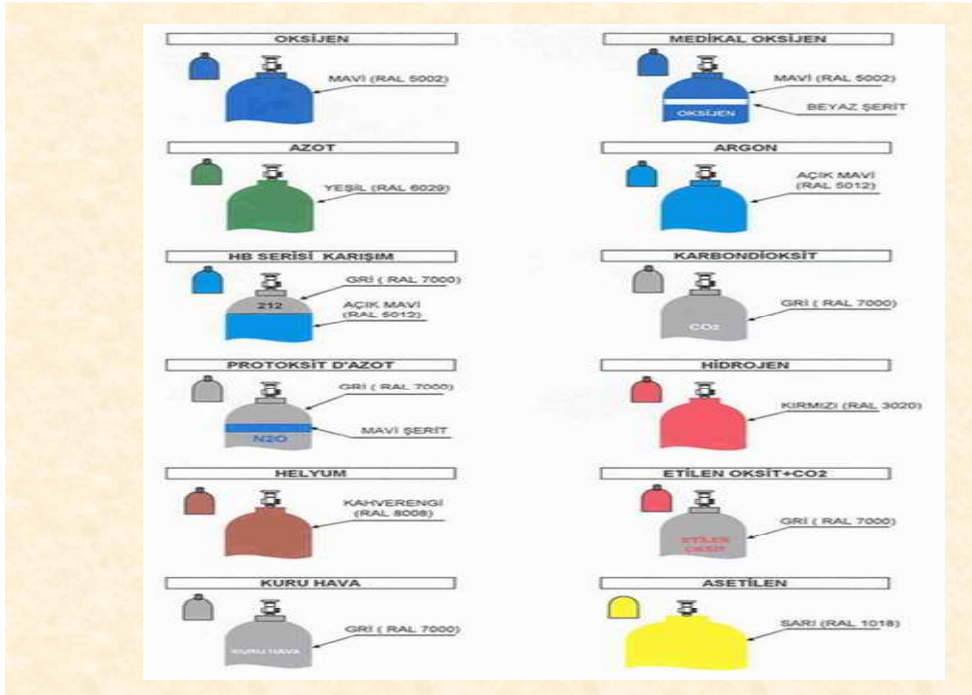 OKSİJEN
MAVİ (RAL 5002)
MEDİKAL OKSİJEN
MAVİ (RAL 5002)
BEYAZ ŞERİT
OKSİJEN
AZOT
YEŞİL (RAL 6029)
ARGON
AÇIK MAVİ
(RAL 5012)
HB SERİSİ KARIŞIM
GRİ ( RAL 7000)
212
AÇIK MAVİ
(RAL 5012)
KARBONDİOKSİT
GRİ ( RAL 7000)
CO2
PROTOKSİT D'AZOT
GRİ ( RAL 7000)
MAVİ ŞERİT
N2O
HİDROJEN
KIRMIZI (RAL 3020)
HELYUM
KAHVERENGİ
(RAL 8008)
ETİLEN OKSİT+CO2
GRİ ( RAL 7000)
ETİLEN
OKSİT
KURU HAVA
GRİ ( RAL 7000)
KURU HAVA
ASETİLEN
SARI (RAL 1018)